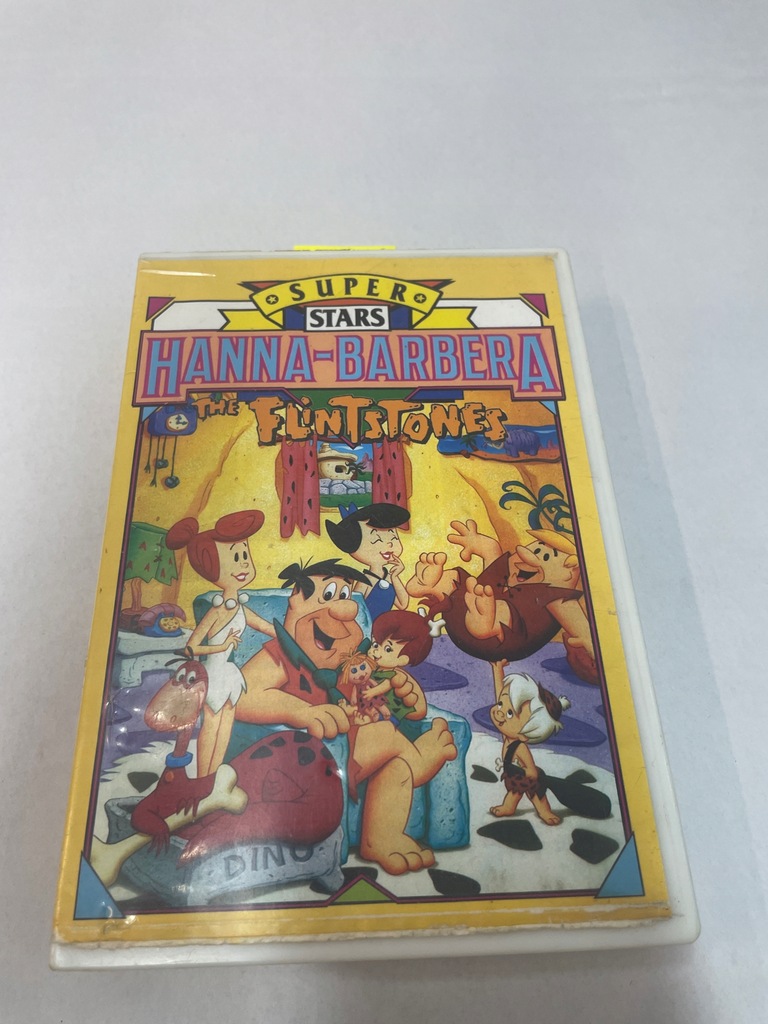 SUPER
STARS
HANNA-BARBERA
THE FLINTSTONES
DINO